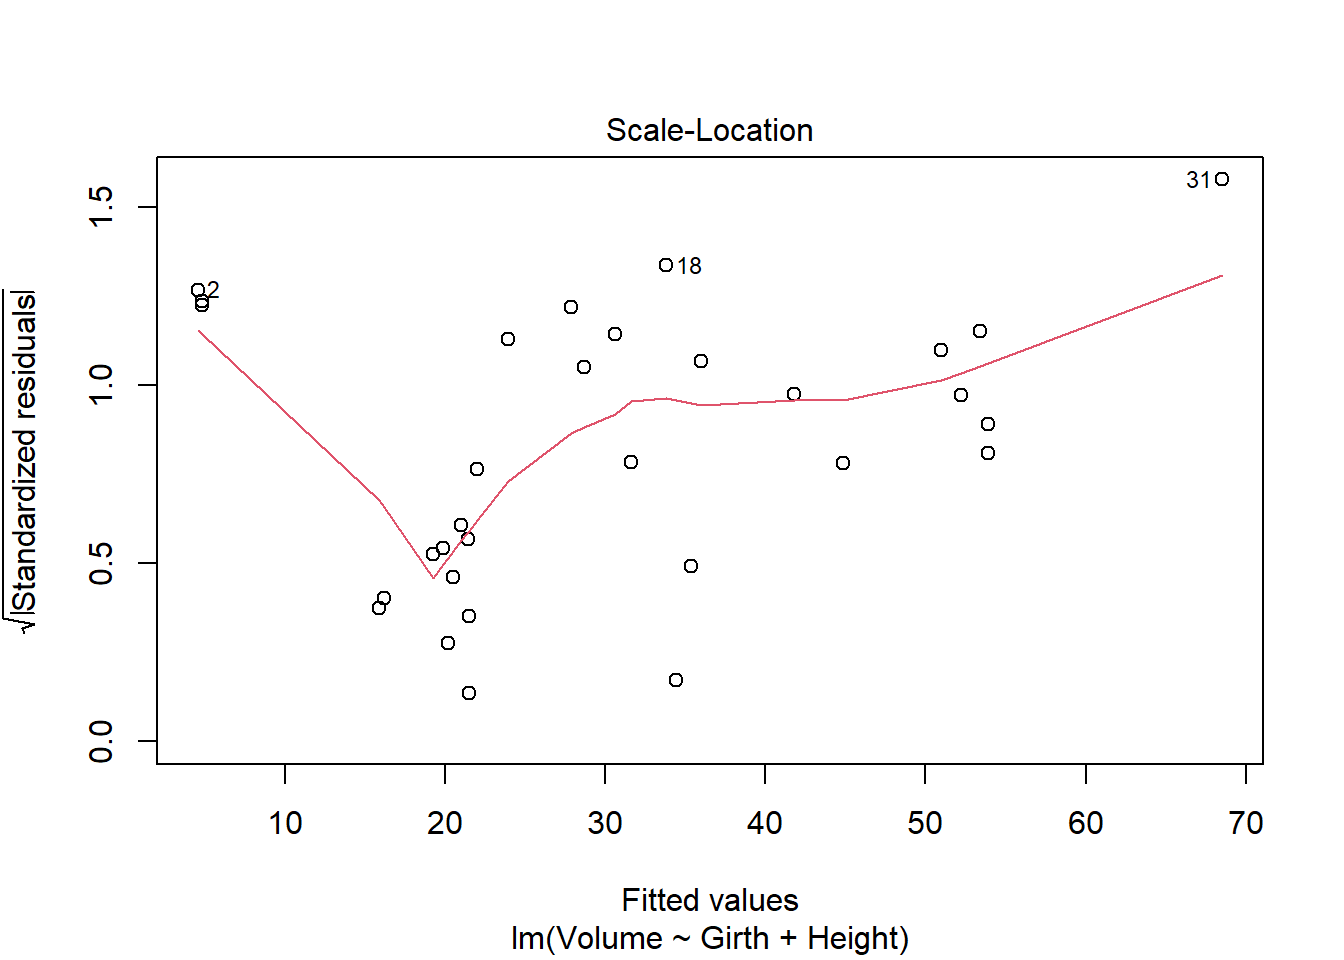 Scale-Location
√|Standardized residuals|
1.5
1.0
0.5
0.0
31
18
2
10 20 30 40 50 60 70
Fitted values
lm(Volume ~ Girth + Height)